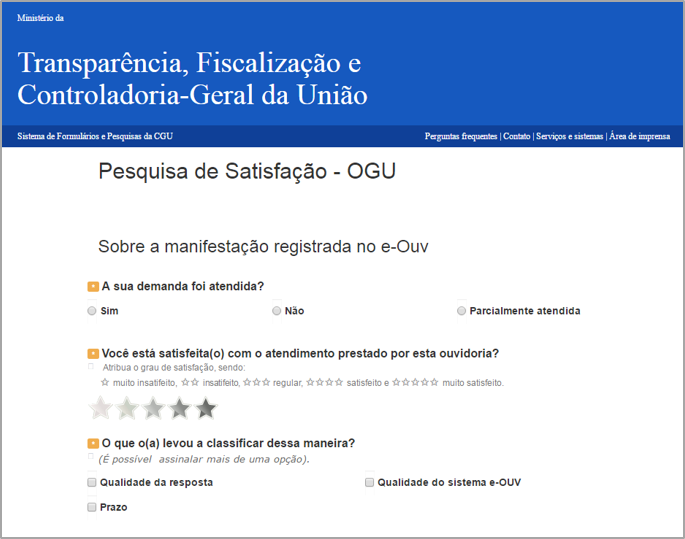 Ministério da
Transparência, Fiscalização e
Controladoria-Geral da União
Sistema de Formulários e Pesquisas da CGU
Perguntas frequentes | Contato | Serviços e sistemas | Área de imprensa
Pesquisa de Satisfação - OGU
Sobre a manifestação registrada no e-Ouv
A sua demanda foi atendida?
Sim Não Parcialmente atendida
Você está satisfeita(o) com o atendimento prestado por esta ouvidoria?
Atribua o grau de satisfação, sendo:
☆ muito insatifeito, ☆☆ insatifeito, ☆☆☆ regular, ☆☆☆☆ satisfeito e ☆☆☆☆☆ muito satisfeito.
O que o(a) levou a classificar dessa maneira?
(É possível assinalar mais de uma opção).
Qualidade da resposta Qualidade do sistema e-OUV
Prazo